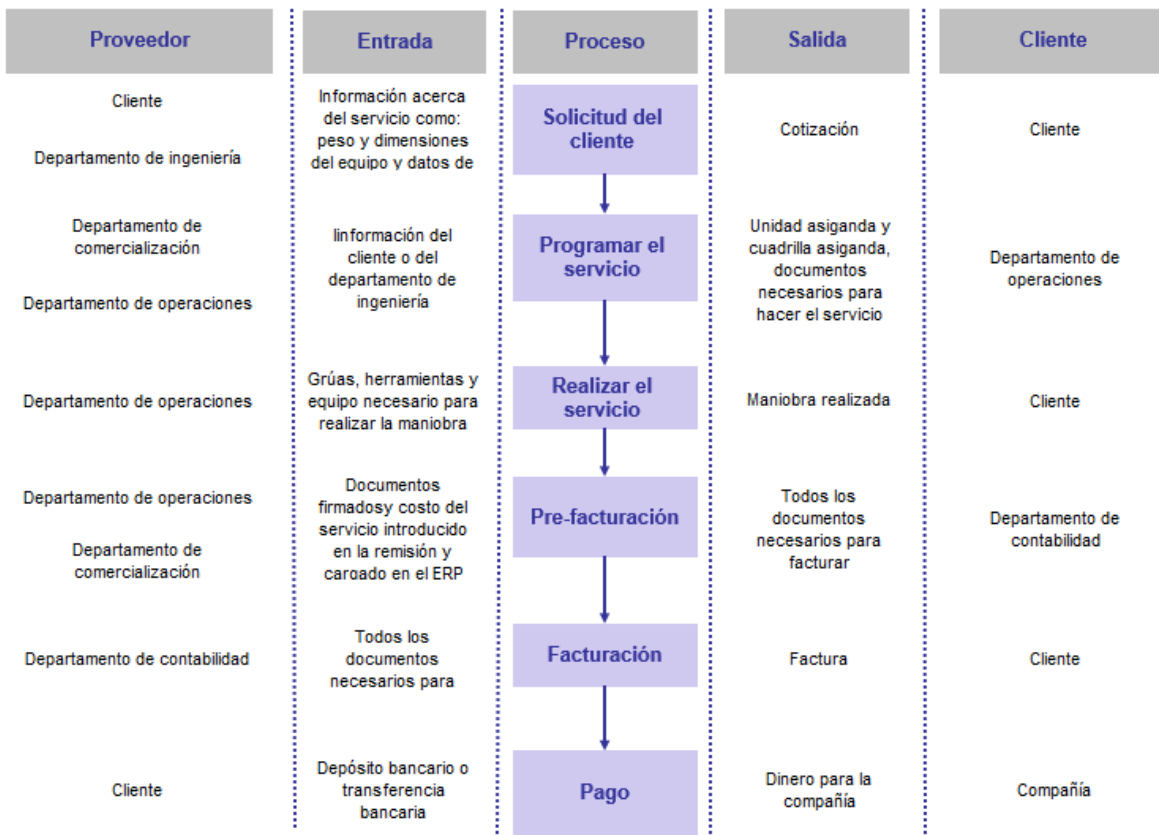 Proveedor
Entrada
Proceso
Salida
Cliente
Cliente
Departamento de ingeniería
Información acerca
del servicio como:
peso y dimensiones
del equipo y datos de
Solicitud del
cliente
Cotización
Cliente
Departamento de
comercialización
Departamento de operaciones
Iinformación del
cliente o del
departamento de
ingeniería
Programar el
servicio
Unidad asiganda y
cuadrilla asiganda,
documentos
necesarios para
hacer el servicio
Departamento de
operaciones
Departamento de operaciones
Grúas, herramientas y
equipo necesario para
realizar la maniobra
Realizar el
servicio
Maniobra realizada
Cliente
Departamento de operaciones
Departamento de
comercialización
Documentos
firmadosy costo del
servicio introducido
en la remisión y
cargado en el ERP
Pre-facturación
Todos los
documentos
necesarios para
facturar
Departamento de
contabilidad
Departamento de contabilidad
Todos los
documentos
necesarios para
Facturación
Factura
Cliente
Cliente
Depósito bancario o
transferencia
bancaria
Pago
Dinero para la
compañía
Compañía